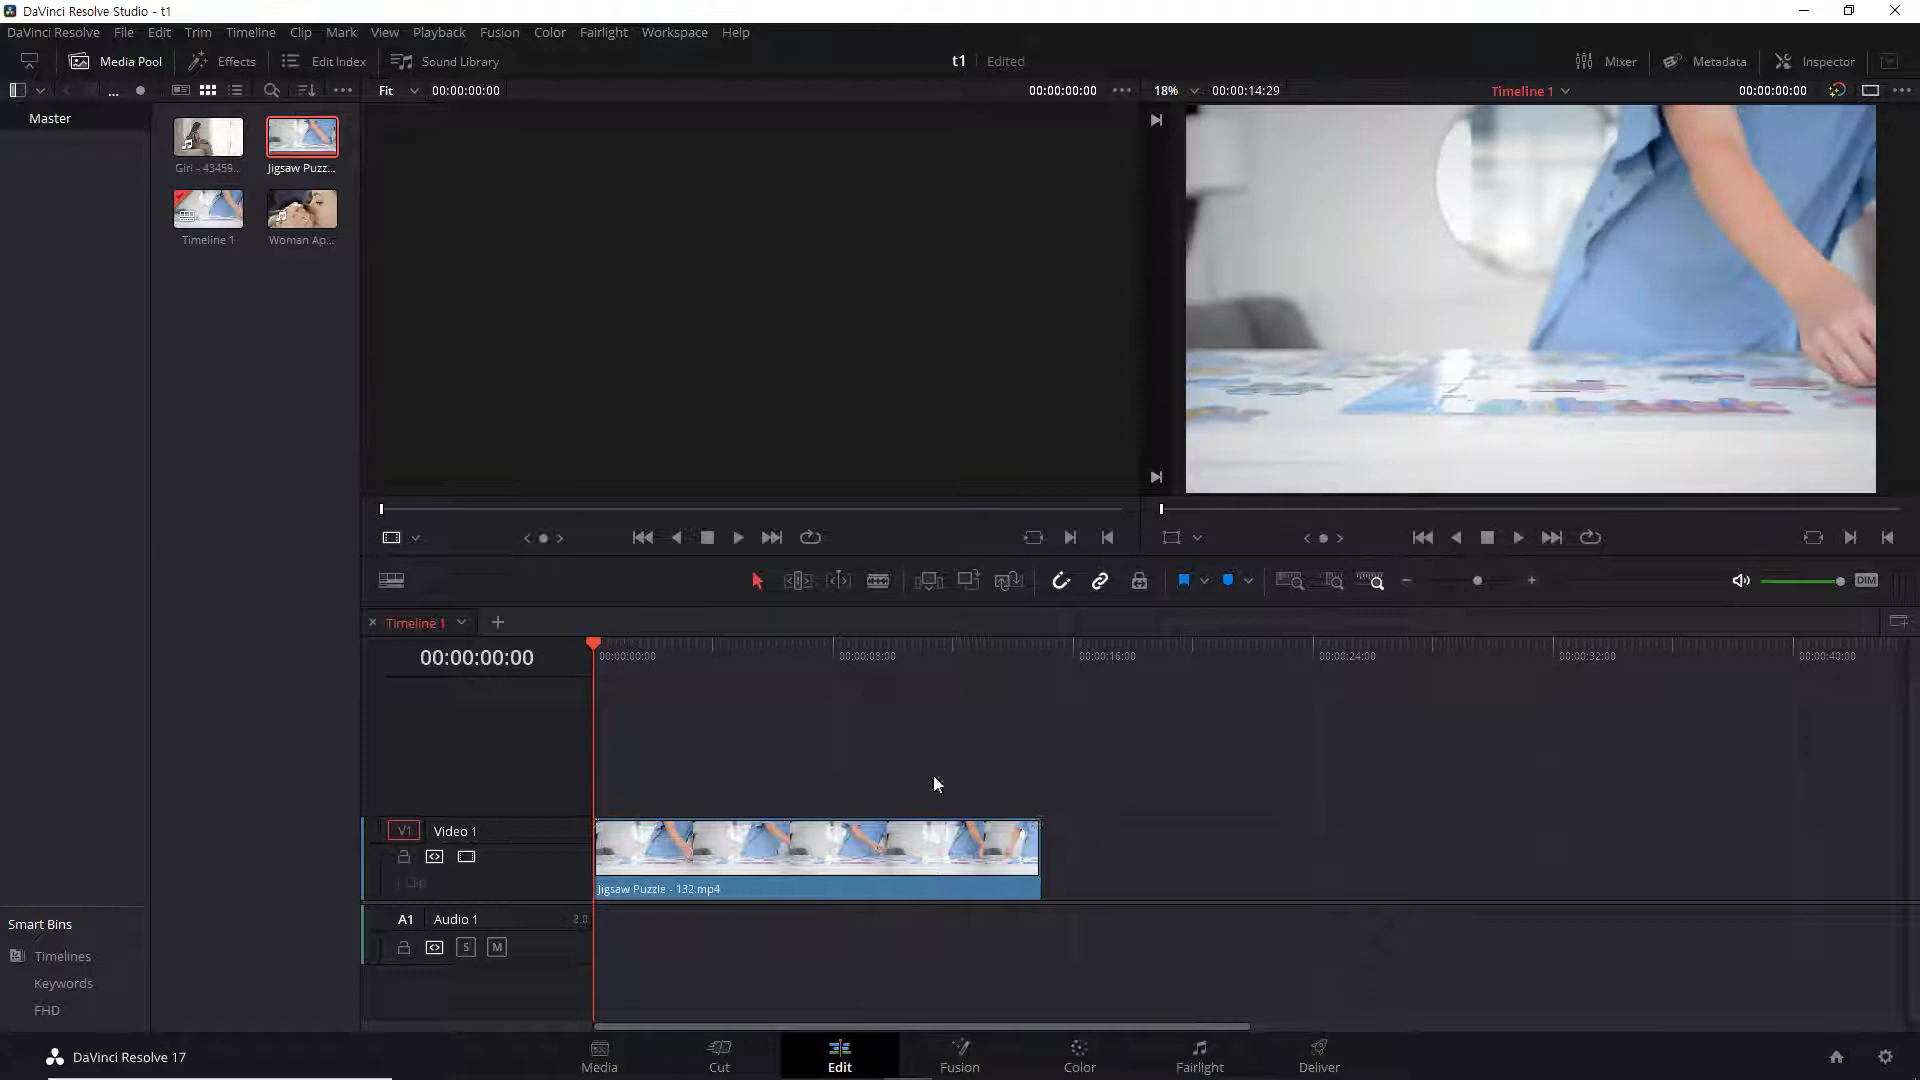 DaVinci Resolve Studio - t1
DaVinci Resolve File Edit Trim Timeline Clip Mark View Playback Fusion Color Fairlight Workspace Help
Media Pool Effects Edit Index Sound Library t1 Edited Mixer Metadata Inspector
... Fit 00:00:00:00 00:00:00:00 18% 00:00:14:29 Timeline 1 00:00:00:00
Master
Girl - 43459... Jigsaw Puzz...
Timeline 1 Woman Ap...
DIM
Timeline 1
00:00:00:00 00:00:00:00 00:00:08:00 00:00:16:00 00:00:24:00 00:00:32:00 00:00:40:00
V1 Video 1
1 Clip
Jigsaw Puzzle - 132.mp4
A1 Audio 1 2.0
S M
Smart Bins
Timelines
Keywords
FHD
DaVinci Resolve 17
Media Cut Edit Fusion Color Fairlight Deliver